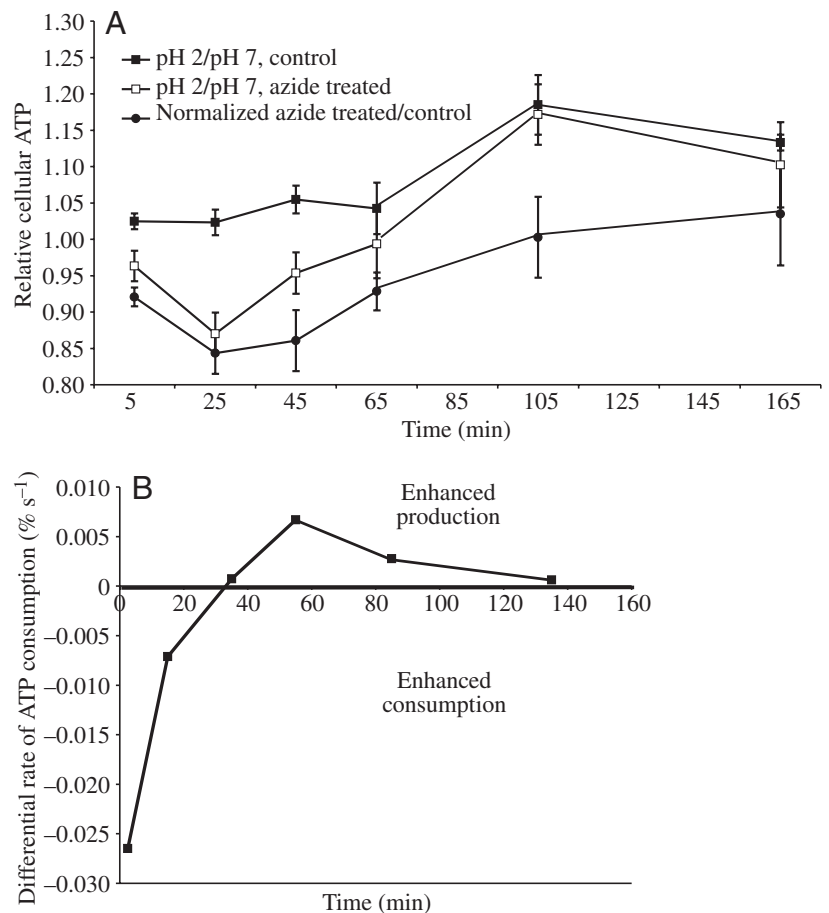 A
1.30
1.25
1.20
1.15
1.10
1.05
1.00
0.95
0.90
0.85
0.80
Relative cellular ATP
pH 2/pH 7, control
pH 2/pH 7, azide treated
Normalized azide treated/control
5 25 45 65 85 105 125 145 165
Time (min)
B
0.010
0.005
0
–0.005
–0.010
–0.015
–0.020
–0.025
–0.030
Differential rate of ATP consumption (% s⁻¹)
Enhanced
production
0 20 40 60 80 100 120 140 160
Enhanced
consumption
Time (min)